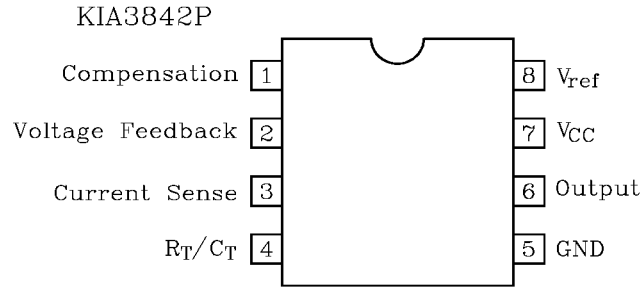 KIA3842P
Compensation 1
Voltage Feedback 2
Current Sense 3
RT/CT 4
8 Vref
7 VCC
6 Output
5 GND